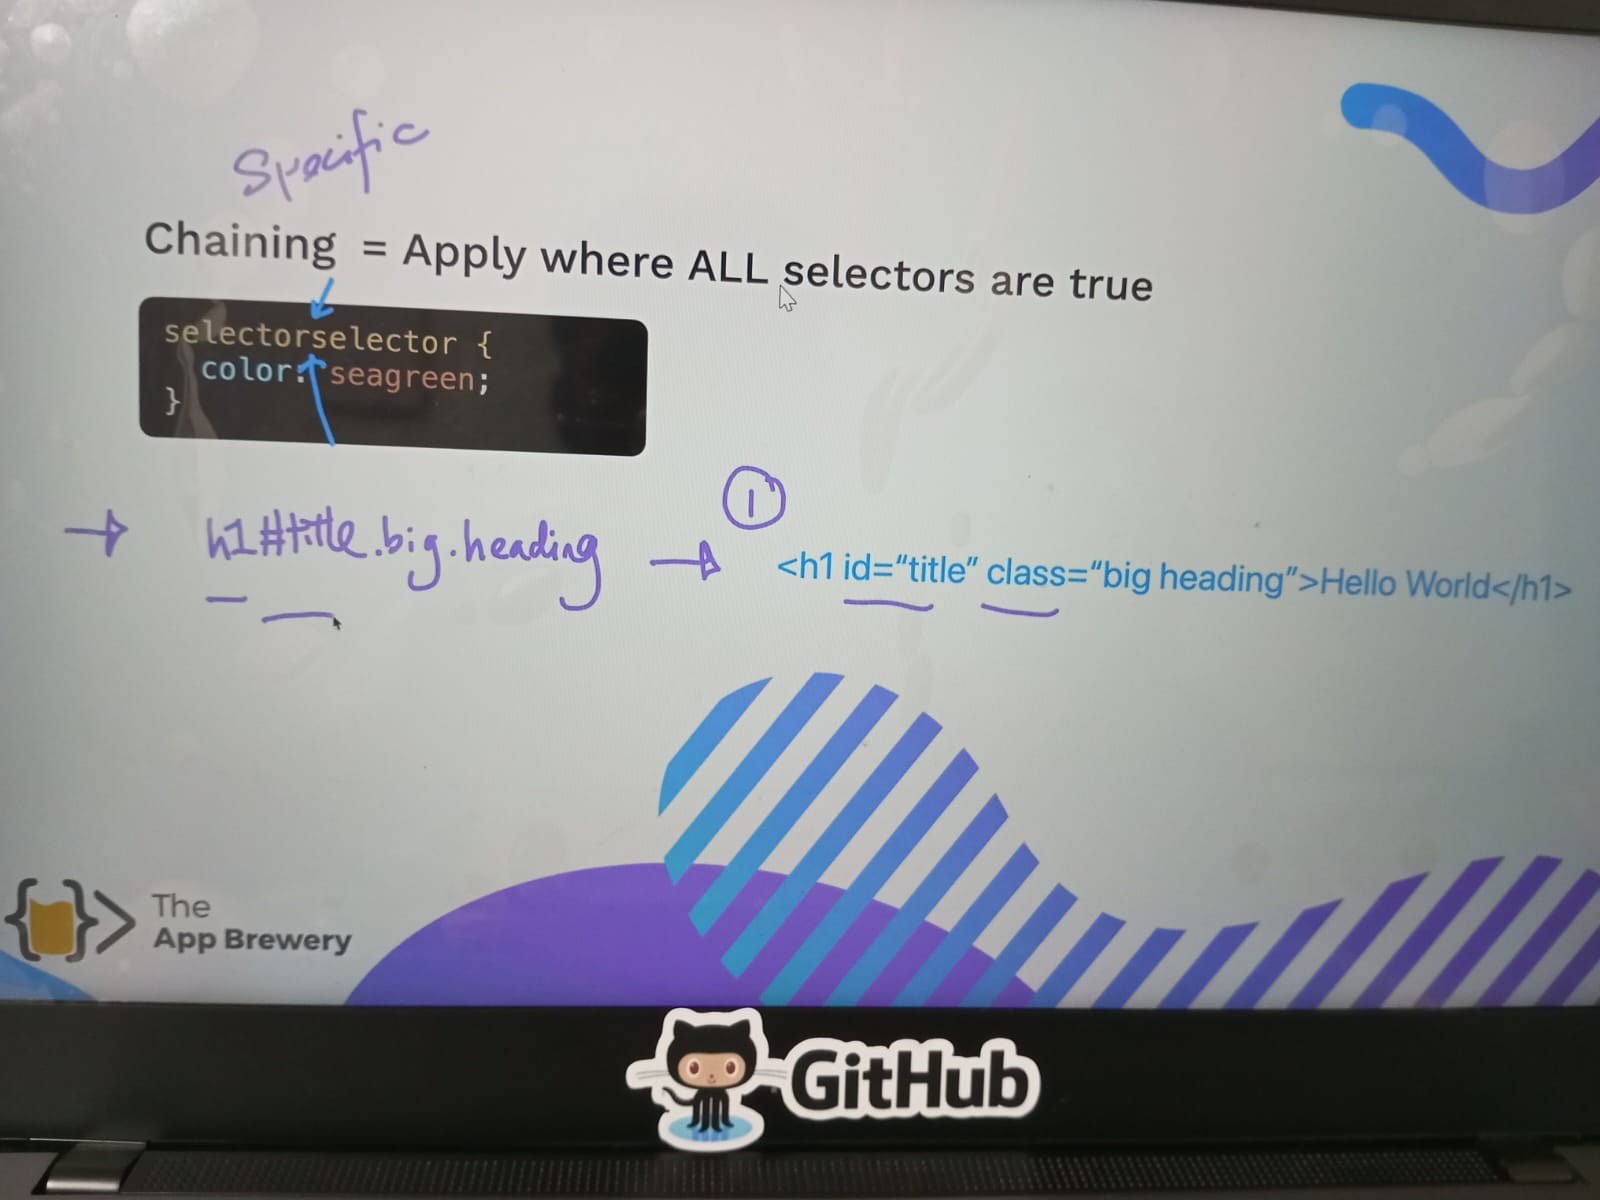 Specific
Chaining = Apply where ALL selectors are true
selectorselector {
color: seagreen;
}
1
h1#title.big.heading
<h1 id=“title” class=“big heading”>Hello World</h1>
The
App Brewery
GitHub